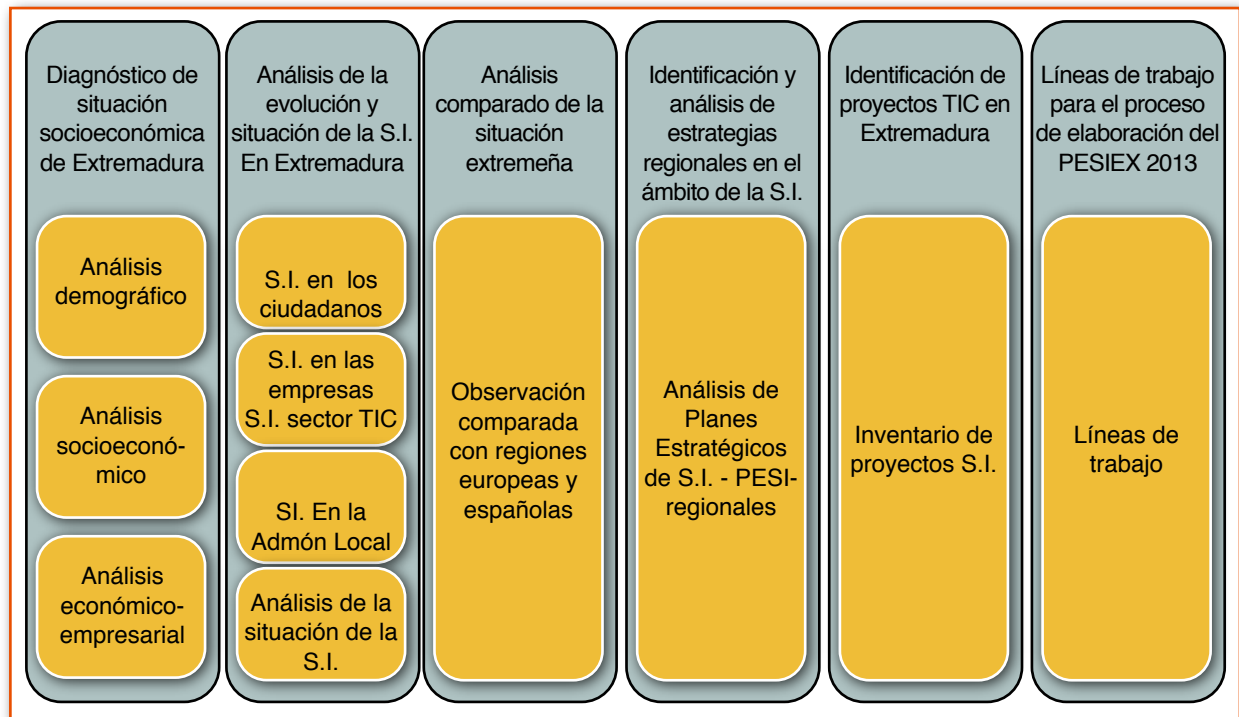 Diagnóstico de
situación
socioeconómica
de Extremadura
Análisis
demográfico
Análisis
socioeconó-
mico
Análisis
económico-
empresarial
Análisis de la
evolución y
situación de la S.I.
En Extremadura
S.I. en los
ciudadanos
S.I. en las
empresas
S.I. sector TIC
SI. En la
Admón Local
Análisis de la
situación de la
S.I.
Análisis
comparado de la
situación
extremeña
Observación
comparada
con regiones
europeas y
españolas
Identificación y
análisis de
estrategias
regionales en el
ámbito de la S.I.
Análisis de
Planes
Estratégicos
de S.I. - PESI-
regionales
Identificación de
proyectos TIC en
Extremadura
Inventario de
proyectos S.I.
Líneas de trabajo
para el proceso
de elaboración del
PESIEX 2013
Líneas de
trabajo